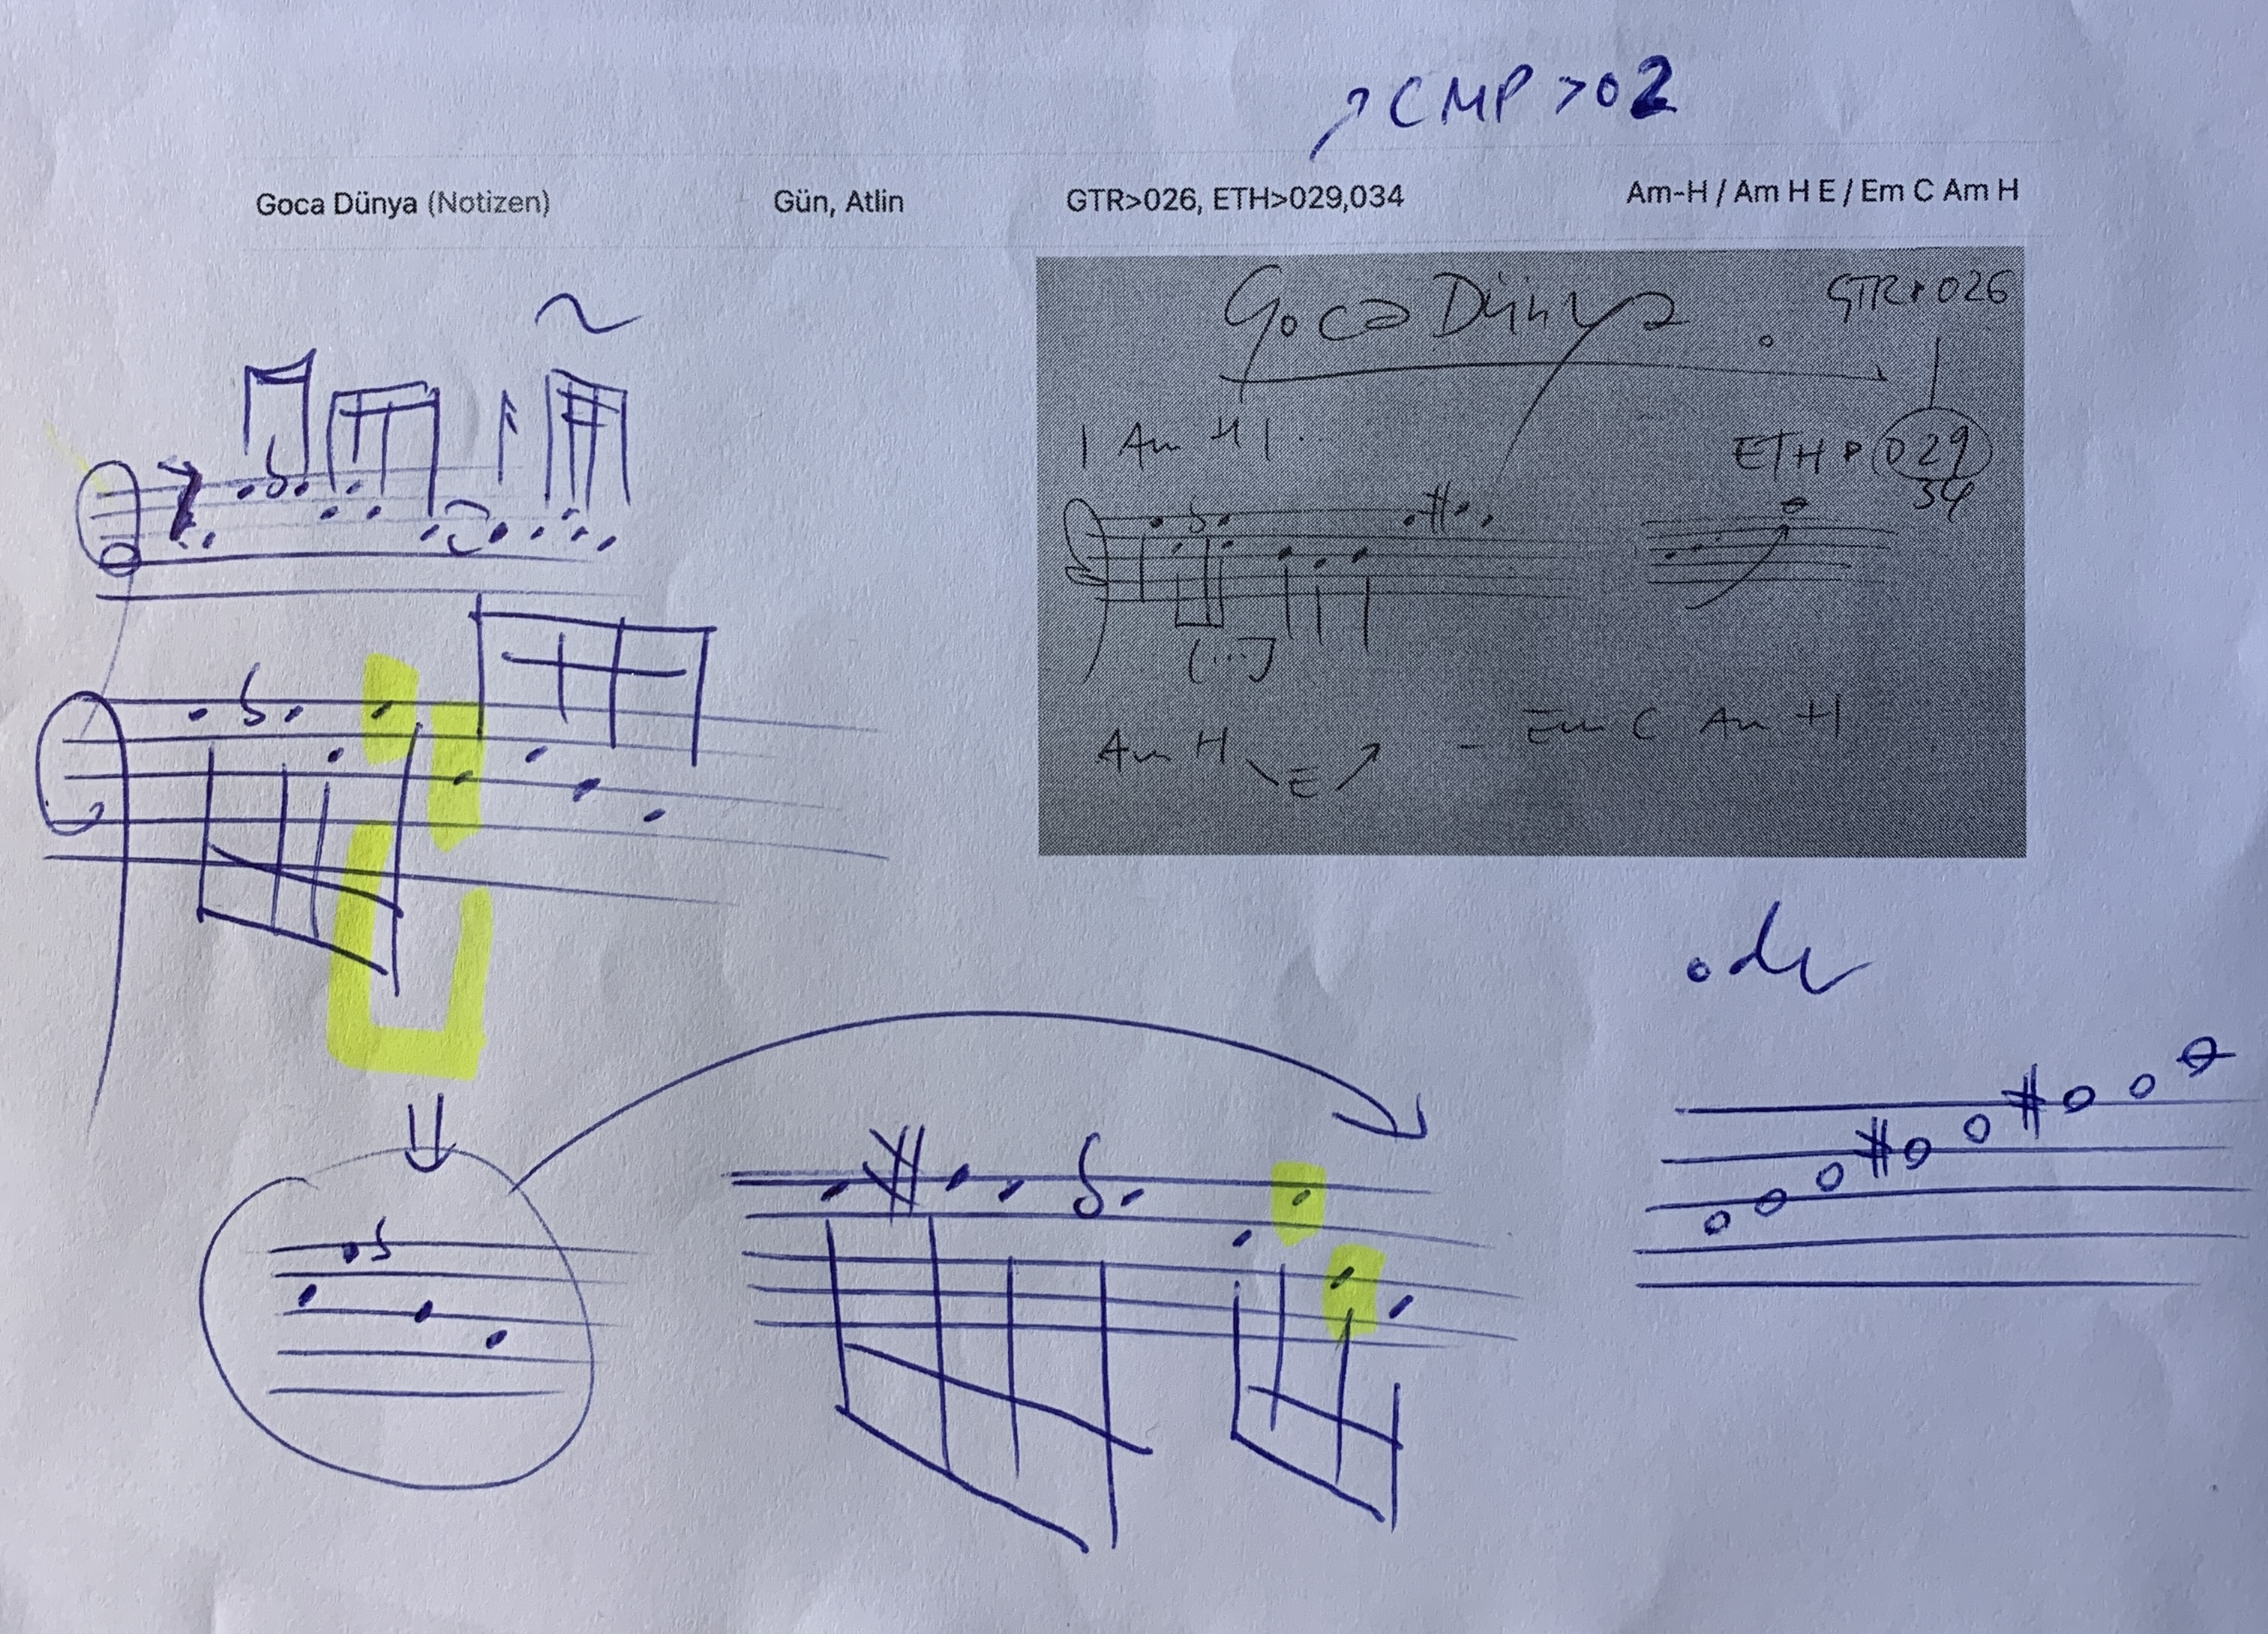 ↗ CMP >02
Goca Dünya (Notizen) Gün, Atlin GTR>026, ETH>029,034 Am-H / Am H E / Em C Am H
Goca Dünya GTR▸026
| Am H |.. ETH▸029
34
(...]
Am H E ↗ - Em C Am H
oder